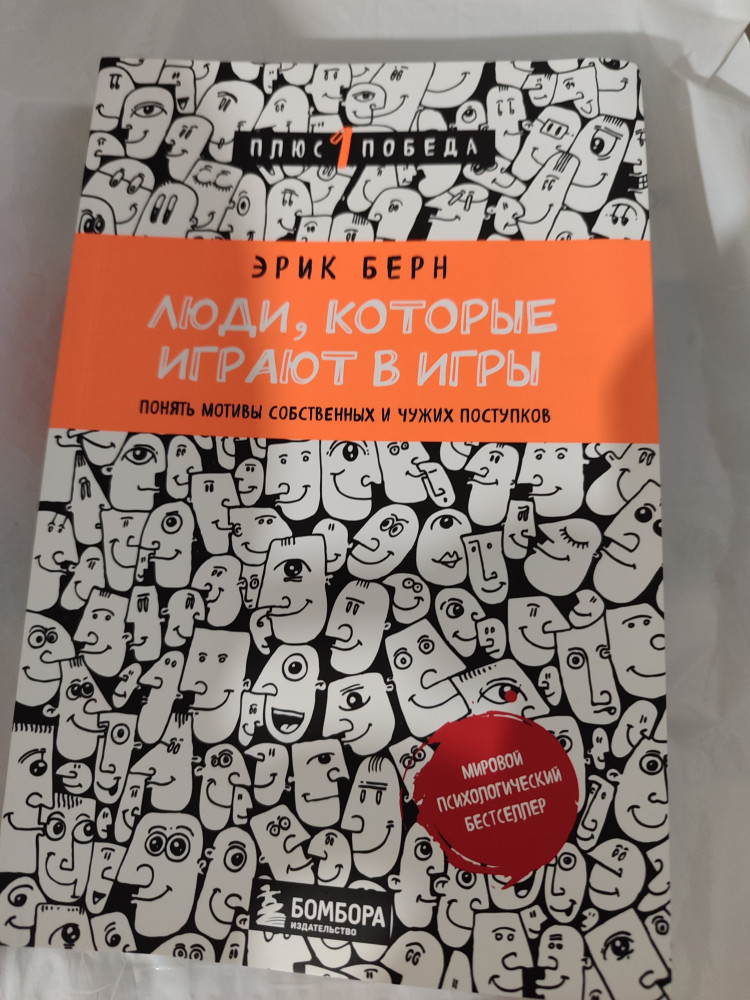 ПЛЮС 1 ПОБЕДА
ЭРИК БЕРН
ЛЮДИ, КОТОРЫЕ
ИГРАЮТ В ИГРЫ
ПОНЯТЬ МОТИВЫ СОБСТВЕННЫХ И ЧУЖИХ ПОСТУПКОВ
МИРОВОЙ
ПСИХОЛОГИЧЕСКИЙ
БЕСТСЕЛЛЕР
БОМБОРА
ИЗДАТЕЛЬСТВО